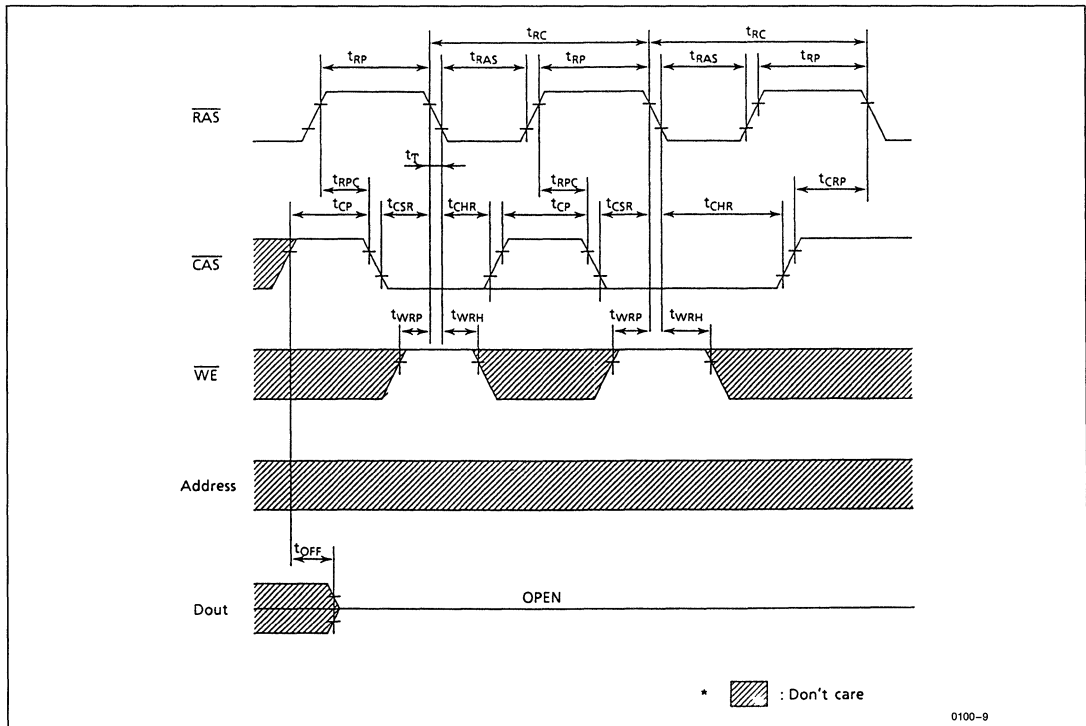 tRC tRC
tRP tRAS tRP tRAS tRP
RAS
tT
tRPC tRPC tCRP
tCP tCSR tCHR tCP tCSR tCHR
CAS
tWRP tWRH tWRP tWRH
WE
Address
tOFF
Dout OPEN
* : Don't care
0100-9